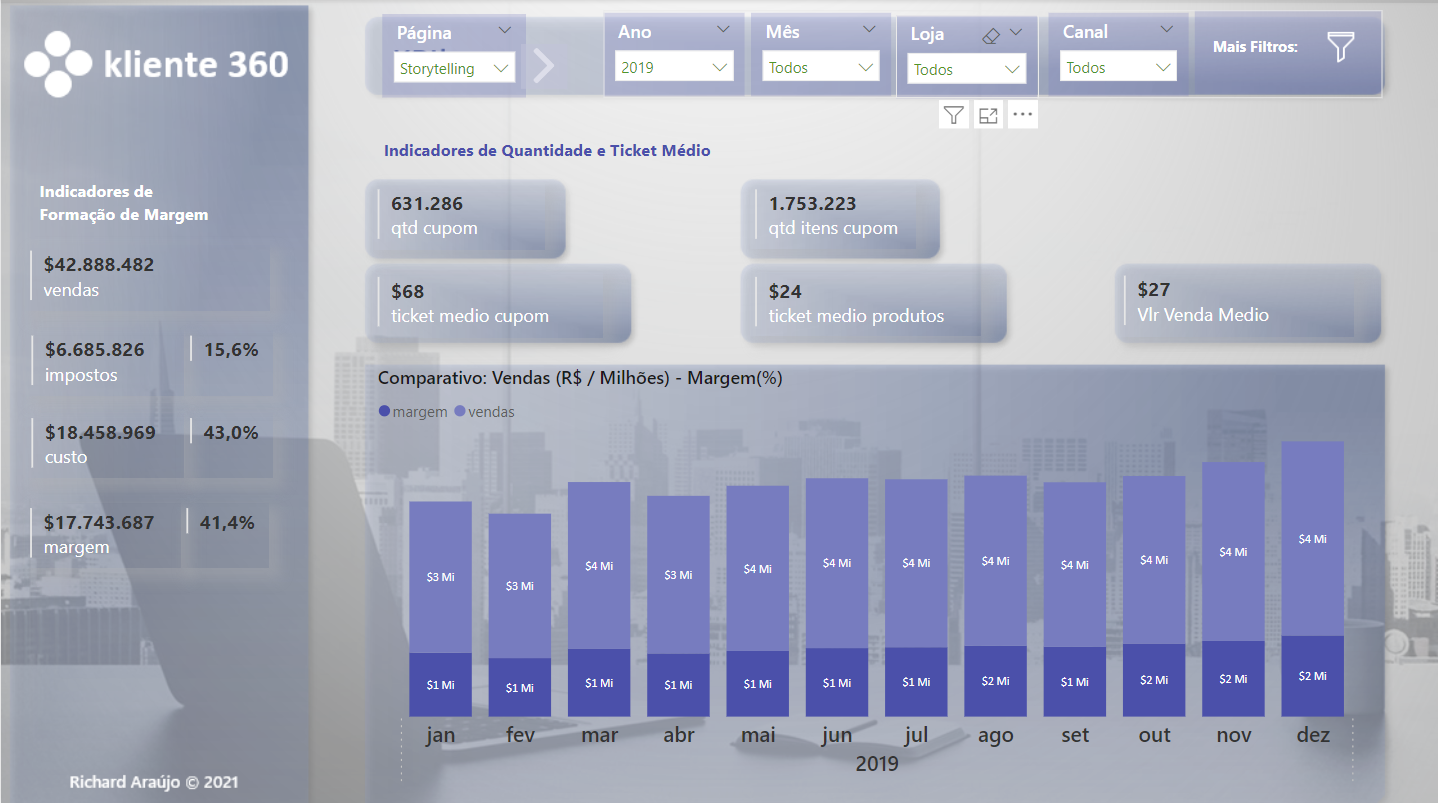 kliente 360
Página
Storytelling
Ano
2019
Mês
Todos
Loja
Todos
Canal
Todos
Mais Filtros:
Indicadores de
Formação de Margem
$42.888.482
vendas
$6.685.826 15,6%
impostos
$18.458.969 43,0%
custo
$17.743.687 41,4%
margem
Richard Araújo © 2021
Indicadores de Quantidade e Ticket Médio
631.286
qtd cupom
1.753.223
qtd itens cupom
$68
ticket medio cupom
$24
ticket medio produtos
$27
Vlr Venda Medio
Comparativo: Vendas (R$ / Milhões) - Margem(%)
margem vendas
$3 Mi $3 Mi $4 Mi $3 Mi $4 Mi $4 Mi $4 Mi $4 Mi $4 Mi $4 Mi $4 Mi $4 Mi
$1 Mi $1 Mi $1 Mi $1 Mi $1 Mi $1 Mi $1 Mi $2 Mi $1 Mi $2 Mi $2 Mi $2 Mi
jan fev mar abr mai jun jul ago set out nov dez
2019